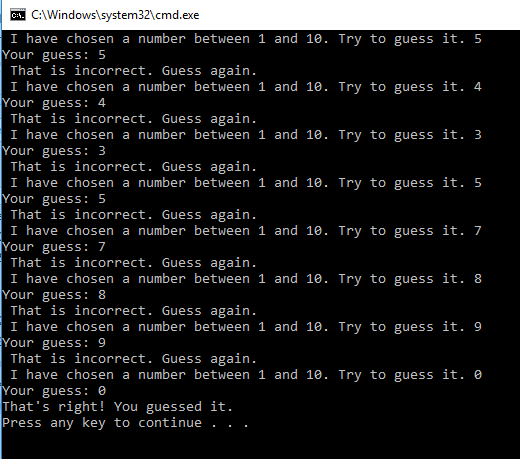 C:\Windows\system32\cmd.exe
I have chosen a number between 1 and 10. Try to guess it. 5
Your guess: 5
That is incorrect. Guess again.
I have chosen a number between 1 and 10. Try to guess it. 4
Your guess: 4
That is incorrect. Guess again.
I have chosen a number between 1 and 10. Try to guess it. 3
Your guess: 3
That is incorrect. Guess again.
I have chosen a number between 1 and 10. Try to guess it. 5
Your guess: 5
That is incorrect. Guess again.
I have chosen a number between 1 and 10. Try to guess it. 7
Your guess: 7
That is incorrect. Guess again.
I have chosen a number between 1 and 10. Try to guess it. 8
Your guess: 8
That is incorrect. Guess again.
I have chosen a number between 1 and 10. Try to guess it. 9
Your guess: 9
That is incorrect. Guess again.
I have chosen a number between 1 and 10. Try to guess it. 0
Your guess: 0
That's right! You guessed it.
Press any key to continue . . .